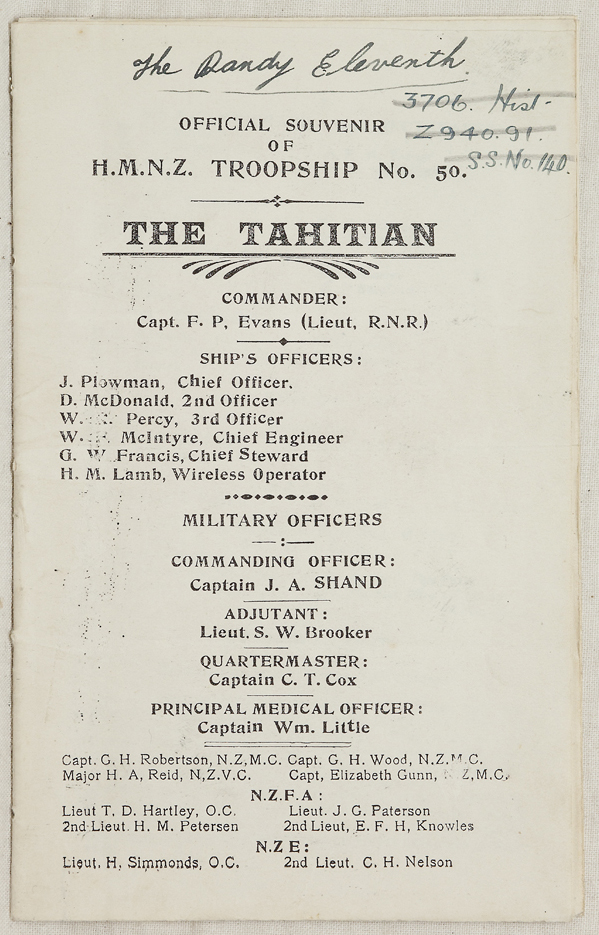 The Dandy Eleventh.
3706. Hist-
Z940.91.
S.S.No.140.
OFFICIAL SOUVENIR
OF
H.M.N.Z. TROOPSHIP No. 50.
THE TAHITIAN
COMMANDER:
Capt. F. P, Evans (Lieut, R.N.R.)
SHIP'S OFFICERS:
J. Plowman, Chief Officer.
D. McDonald, 2nd Officer
W. Percy, 3rd Officer
W. McIntyre, Chief Engineer
G. W Francis, Chief Steward
H. M. Lamb, Wireless Operator
MILITARY OFFICERS
COMMANDING OFFICER:
Captain J. A. SHAND
ADJUTANT:
Lieut. S. W. Brooker
QUARTERMASTER:
Captain C. T. Cox
PRINCIPAL MEDICAL OFFICER:
Captain Wm. Little
Capt. G. H. Robertson, N.Z,M.C. Capt. G. H. Wood, N.Z.M.C.
Major H. A, Reid, N,Z.V.C. Capt, Elizabeth Gunn, N.Z,M.C.
N.Z.F.A:
Lieut T. D. Hartley, O.C. Lieut. J. G. Paterson
2nd Lieut. H. M. Petersen 2nd Lieut, E. F. H, Knowles
N.Z E:
Lieut. H, Simmonds, O.C. 2nd Lieut. C. H. Nelson